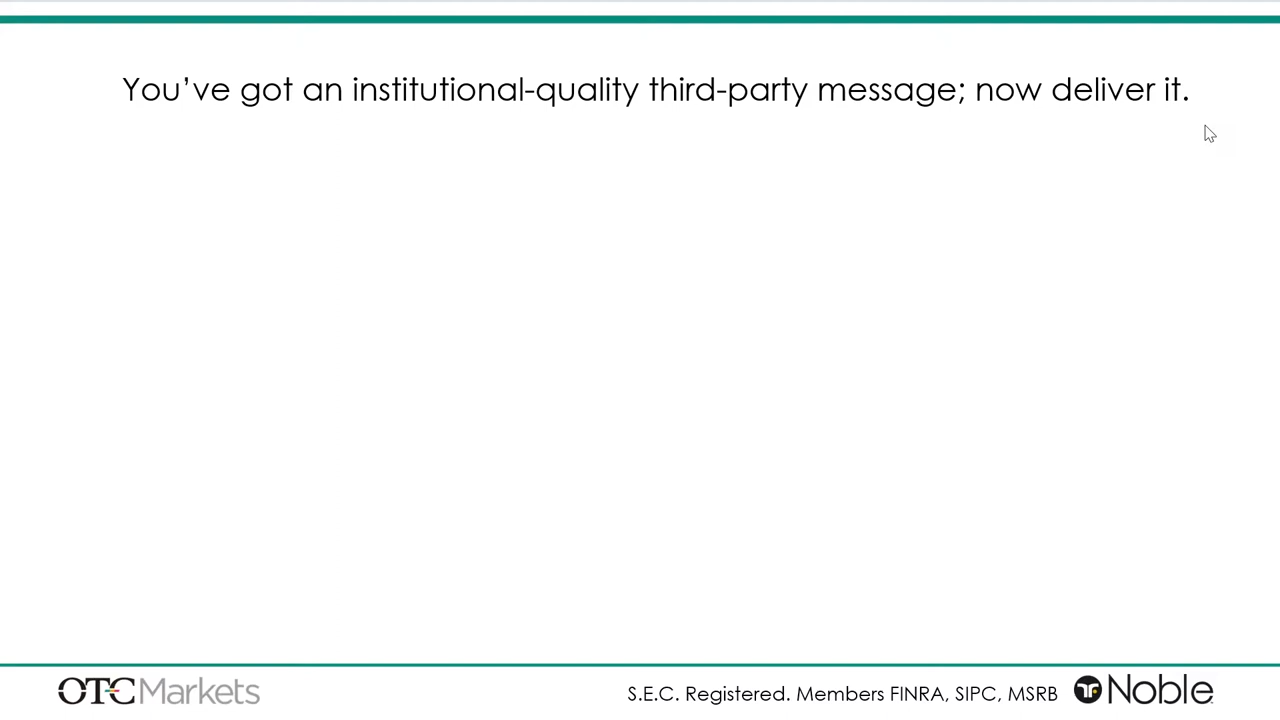 You’ve got an institutional-quality third-party message; now deliver it.
OTC Markets
S.E.C. Registered. Members FINRA, SIPC, MSRB
Noble